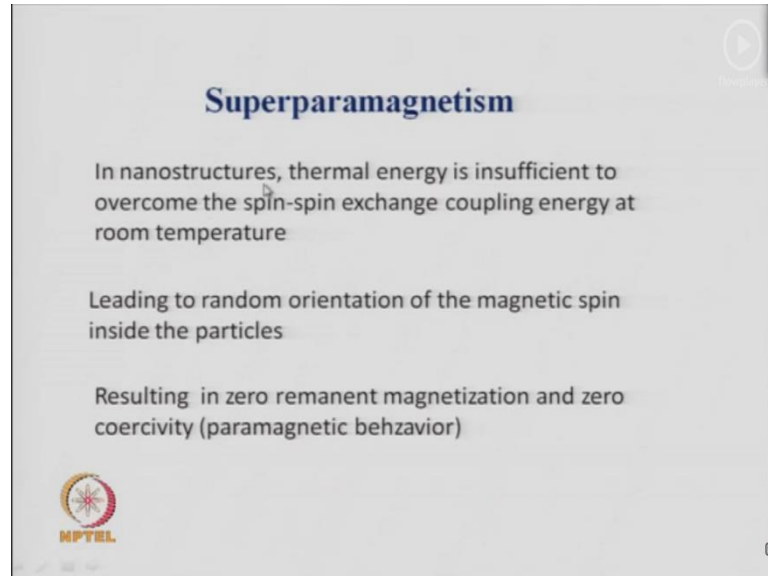 Superparamagnetism
In nanostructures, thermal energy is insufficient to
overcome the spin-spin exchange coupling energy at
room temperature
Leading to random orientation of the magnetic spin
inside the particles
Resulting in zero remanent magnetization and zero
coercivity (paramagnetic behzavior)
NPTEL